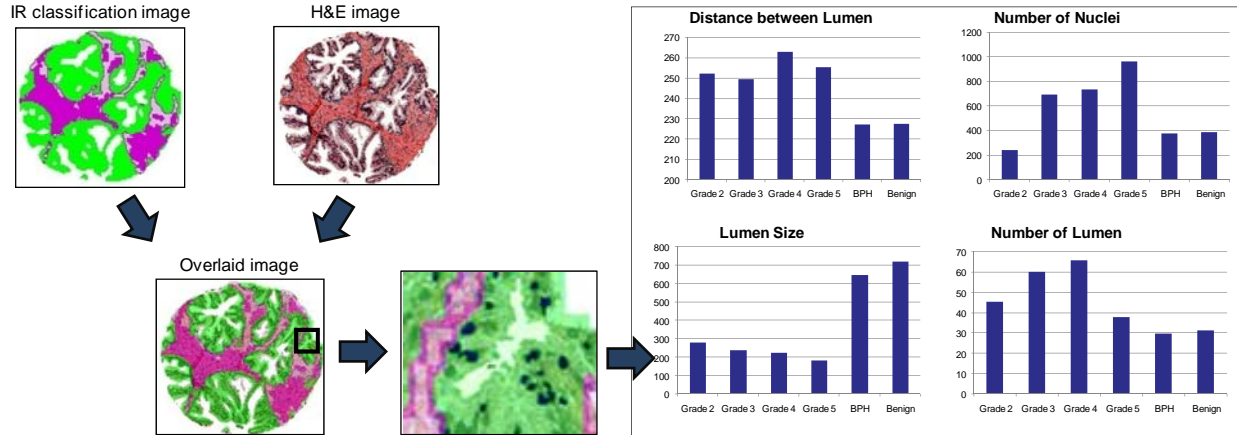 IR classification image
H&E image
Overlaid image
Distance between Lumen
270
260
250
240
230
220
210
200
Grade 2 Grade 3 Grade 4 Grade 5 BPH Benign
Number of Nuclei
1200
1000
800
600
400
200
0
Grade 2 Grade 3 Grade 4 Grade 5 BPH Benign
Lumen Size
800
700
600
500
400
300
200
100
0
Grade 2 Grade 3 Grade 4 Grade 5 BPH Benign
Number of Lumen
70
60
50
40
30
20
10
0
Grade 2 Grade 3 Grade 4 Grade 5 BPH Benign